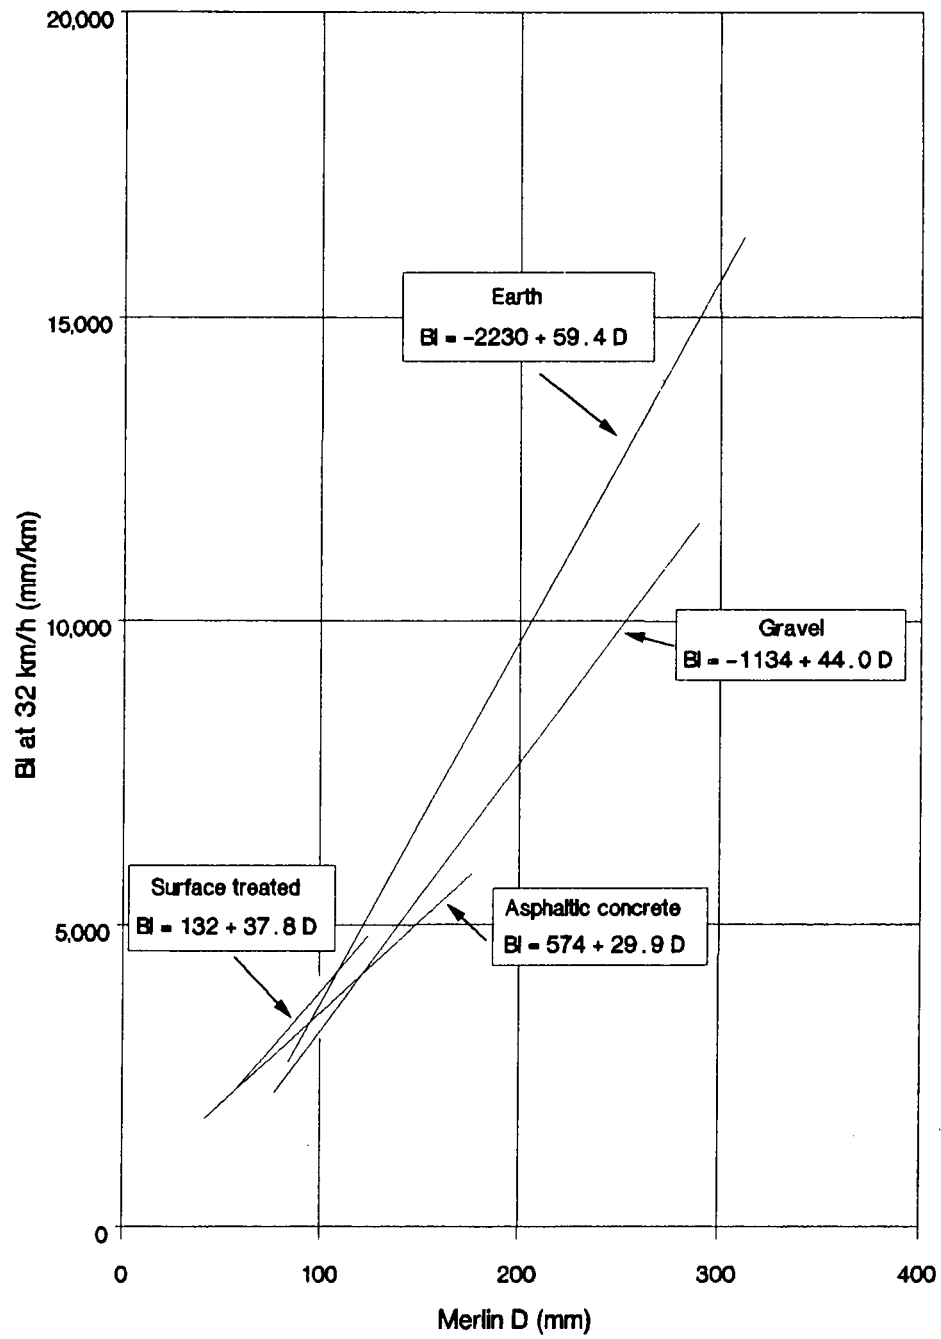 20,000
15,000
10,000
5,000
0
BI at 32 km/h (mm/km)
Earth
BI = -2230 + 59.4 D
Gravel
BI = -1134 + 44.0 D
Surface treated
BI = 132 + 37.8 D
Asphaltic concrete
BI = 574 + 29.9 D
0 100 200 300 400
Merlin D (mm)